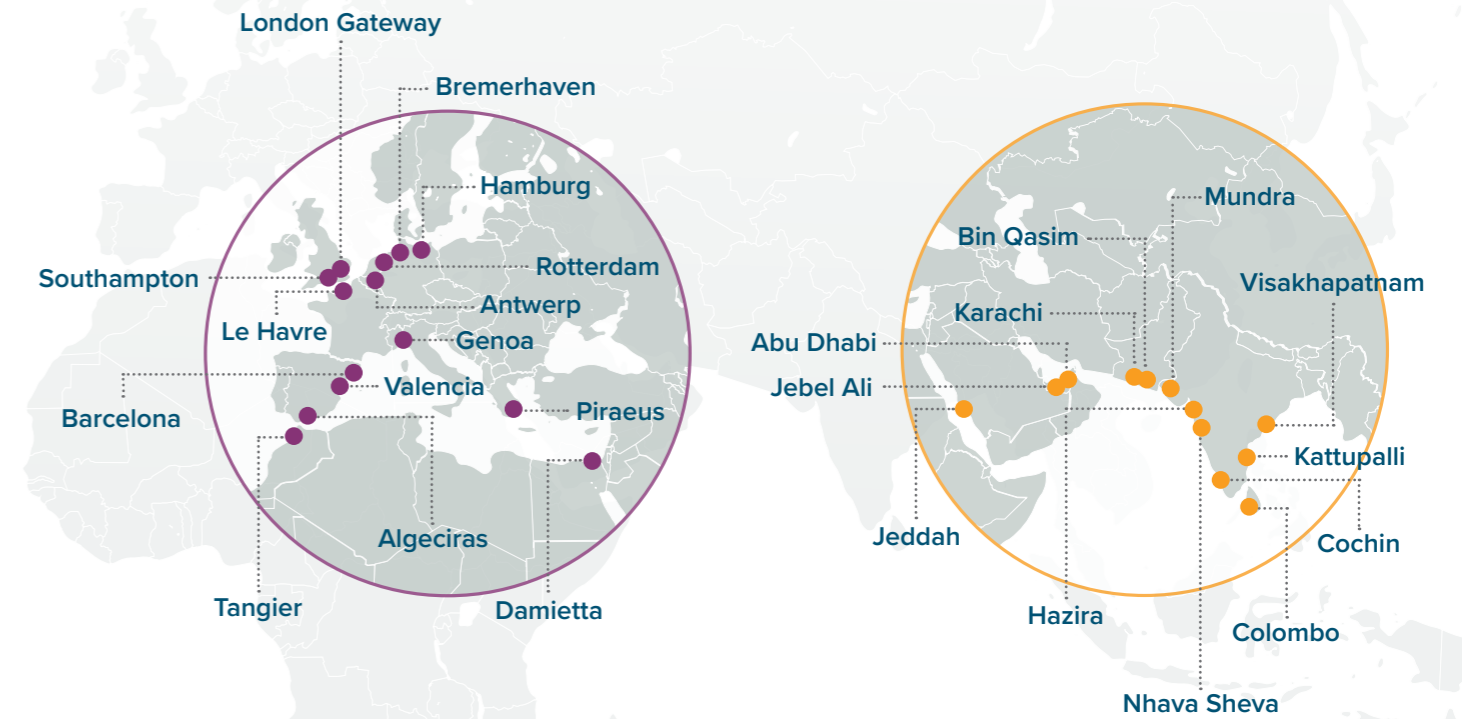 London Gateway
Bremerhaven
Hamburg
Rotterdam
Southampton
Antwerp
Le Havre
Genoa
Valencia
Barcelona
Piraeus
Algeciras
Tangier
Damietta
Mundra
Bin Qasim
Visakhapatnam
Karachi
Abu Dhabi
Jebel Ali
Kattupalli
Jeddah
Cochin
Hazira
Colombo
Nhava Sheva